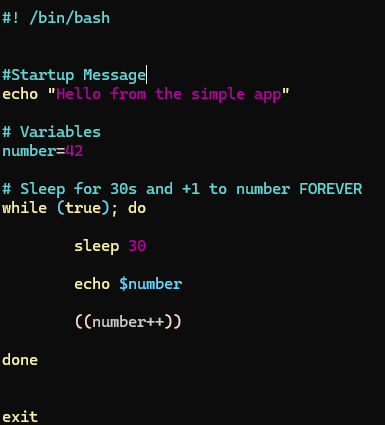 #! /bin/bash
#Startup Message
echo "Hello from the simple app"
# Variables
number=42
# Sleep for 30s and +1 to number FOREVER
while (true); do
sleep 30
echo $number
((number++))
done
exit